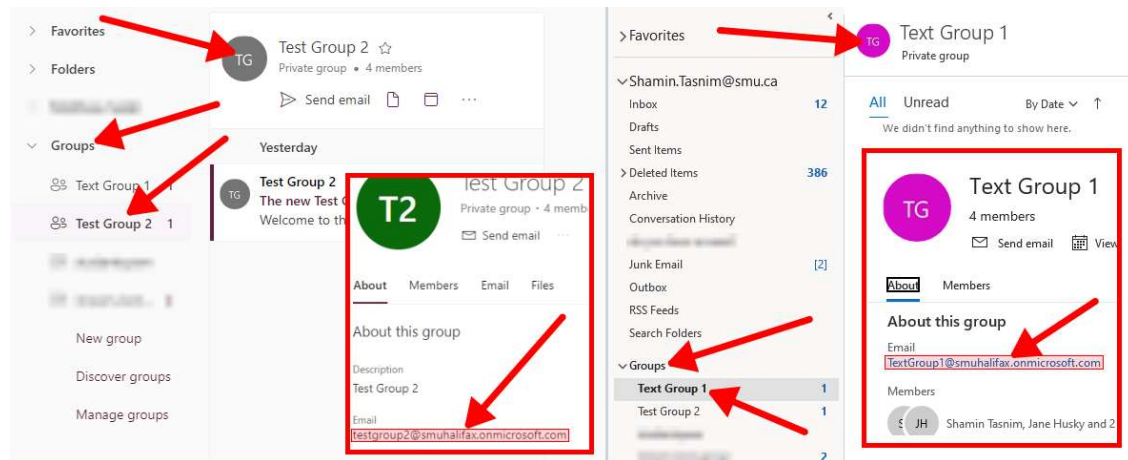 Favorites
Folders
Groups
Text Group 1 1
Test Group 2 1
New group
Discover groups
Manage groups
TG
Test Group 2
Private group • 4 members
Send email
Yesterday
TG
Test Group 2
The new Test
Welcome to th
T2
Test Group 2
Private group • 4 memb
Send email
About Members Email Files
About this group
Description
Test Group 2
Email
testgroup2@smuhalifax.onmicrosoft.com
Favorites
Shamin.Tasnim@smu.ca
Inbox 12
Drafts
Sent Items
Deleted Items 386
Archive
Conversation History
Junk Email [2]
Outbox
RSS Feeds
Search Folders
Groups
Text Group 1 1
Test Group 2 1
2
TG
Text Group 1
Private group
All Unread By Date
We didn't find anything to show here.
TG
Text Group 1
4 members
Send email View
About Members
About this group
Email
TextGroup1@smuhalifax.onmicrosoft.com
Members
S JH Shamin Tasnim, Jane Husky and 2